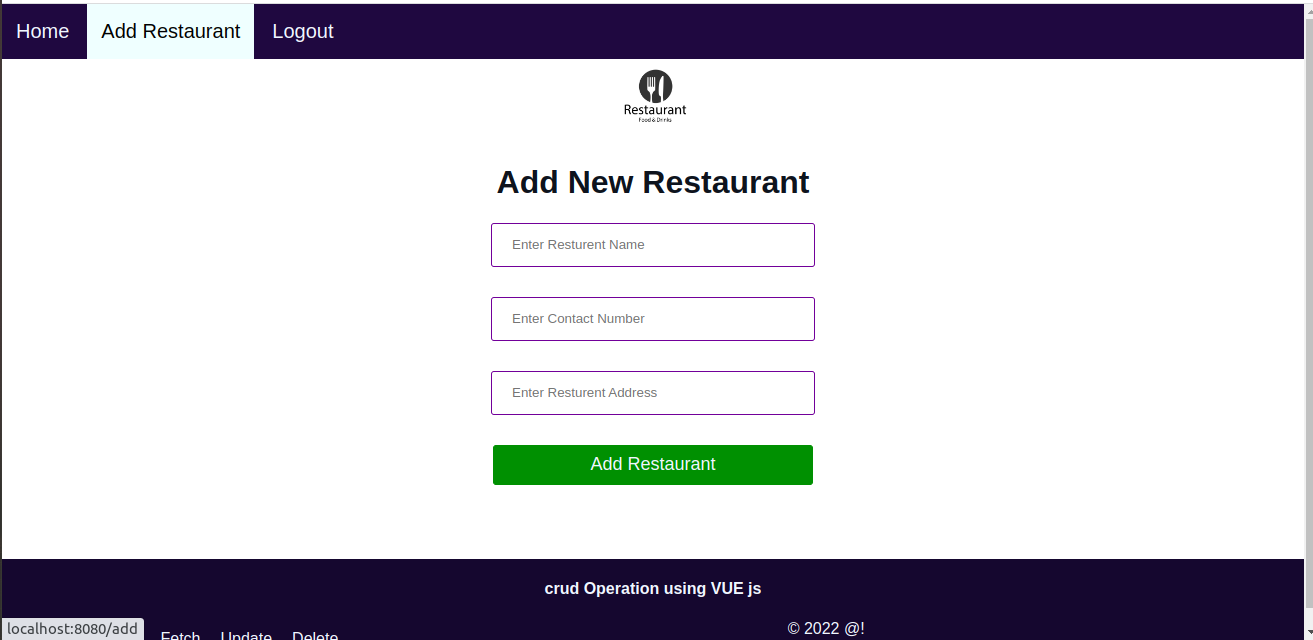 Home Add Restaurant Logout
Restaurant
Food & Drinks
Add New Restaurant
Enter Resturent Name
Enter Contact Number
Enter Resturent Address
Add Restaurant
crud Operation using VUE js
localhost:8080/add Fetch Update Delete © 2022 @!